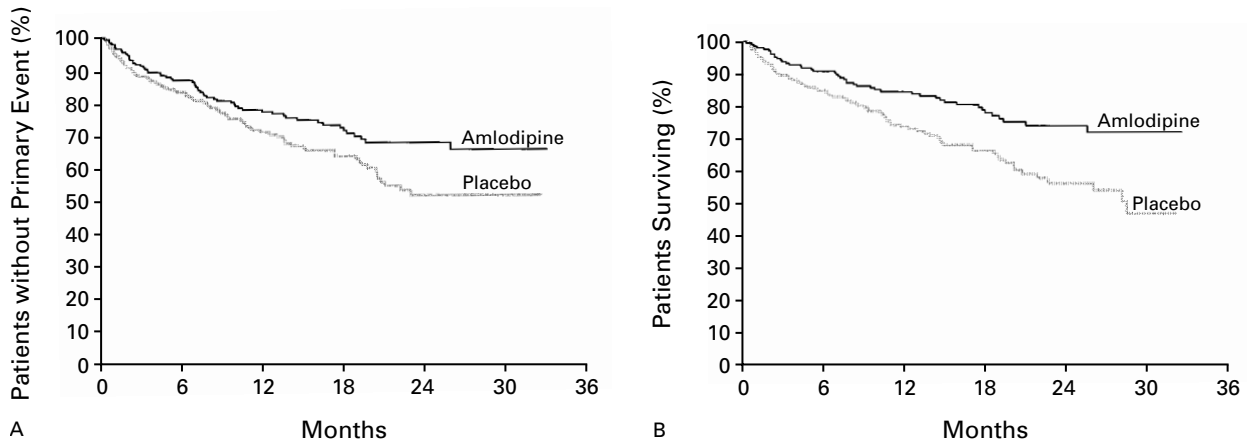 Patients without Primary Event (%)
100
90
80
70
60
50
40
30
20
10
0
Amlodipine
Placebo
0 6 12 18 24 30 36
Months
A
Patients Surviving (%)
100
90
80
70
60
50
40
30
20
10
0
Amlodipine
Placebo
0 6 12 18 24 30 36
Months
B